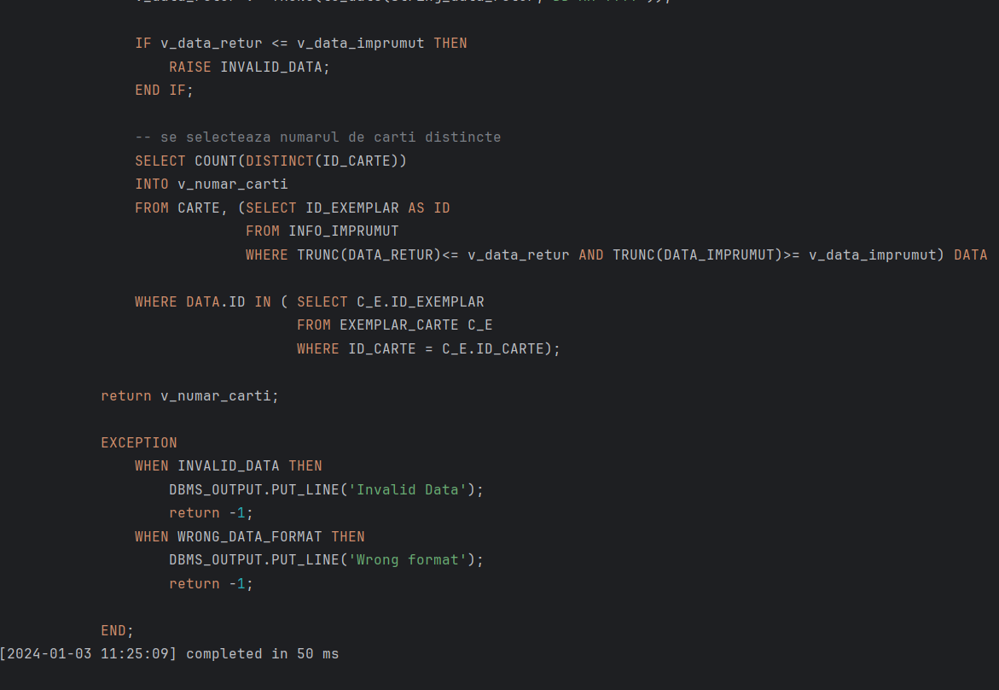 IF v_data_retur <= v_data_imprumut THEN
RAISE INVALID_DATA;
END IF;
-- se selecteaza numarul de carti distincte
SELECT COUNT(DISTINCT(ID_CARTE))
INTO v_numar_carti
FROM CARTE, (SELECT ID_EXEMPLAR AS ID
FROM INFO_IMPRUMUT
WHERE TRUNC(DATA_RETUR)<= v_data_retur AND TRUNC(DATA_IMPRUMUT)>= v_data_imprumut) DATA
WHERE DATA.ID IN ( SELECT C_E.ID_EXEMPLAR
FROM EXEMPLAR_CARTE C_E
WHERE ID_CARTE = C_E.ID_CARTE);
return v_numar_carti;
EXCEPTION
WHEN INVALID_DATA THEN
DBMS_OUTPUT.PUT_LINE('Invalid Data');
return -1;
WHEN WRONG_DATA_FORMAT THEN
DBMS_OUTPUT.PUT_LINE('Wrong format');
return -1;
END;
[2024-01-03 11:25:09] completed in 50 ms